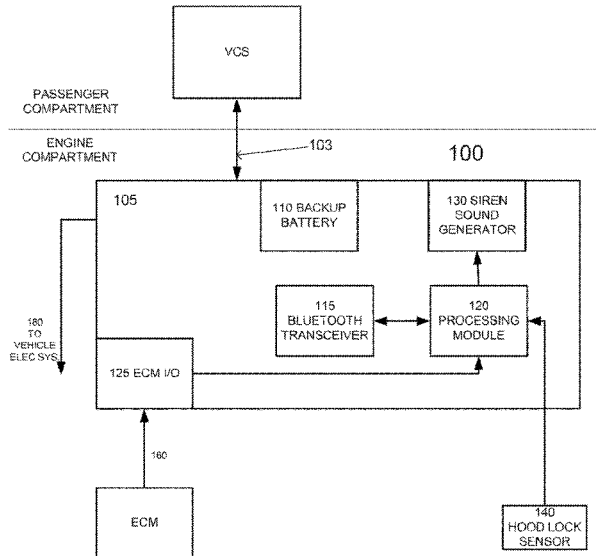 VCS
PASSENGER
COMPARTMENT
ENGINE
COMPARTMENT
103
100
105
110 BACKUP
BATTERY
130 SIREN
SOUND
GENERATOR
115
BLUETOOTH
TRANSCEIVER
120
PROCESSING
MODULE
180
TO
VEHICLE
ELEC SYS.
125 ECM I/O
160
ECM
140
HOOD LOCK
SENSOR